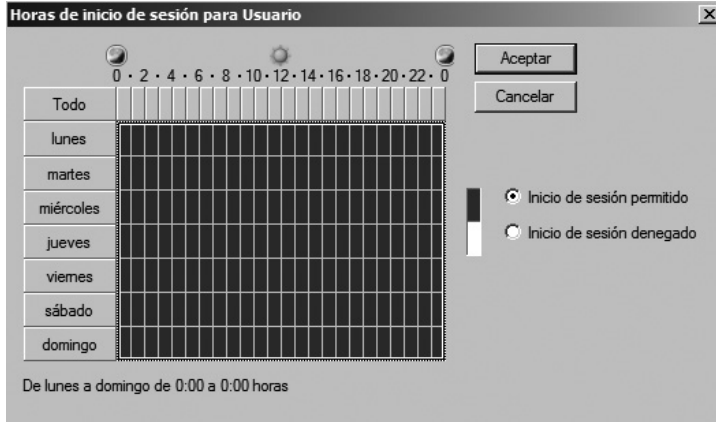 Horas de inicio de sesión para Usuario
0 · 2 · 4 · 6 · 8 · 10 · 12 · 14 · 16 · 18 · 20 · 22 · 0
Aceptar
Cancelar
Todo
lunes
martes
miércoles
jueves
viernes
sábado
domingo
Inicio de sesión permitido
Inicio de sesión denegado
De lunes a domingo de 0:00 a 0:00 horas